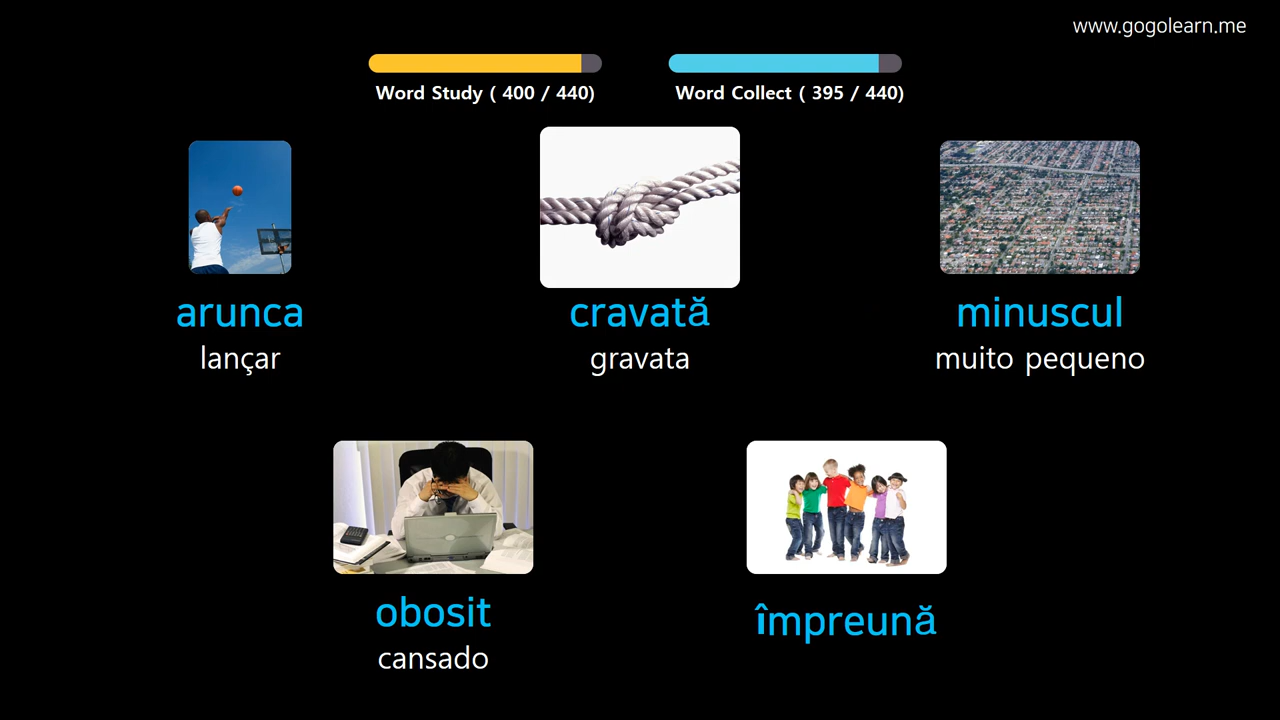 www.gogolearn.me
Word Study ( 400 / 440)
Word Collect ( 395 / 440)
arunca
lançar
cravată
gravata
minuscul
muito pequeno
obosit
cansado
împreună